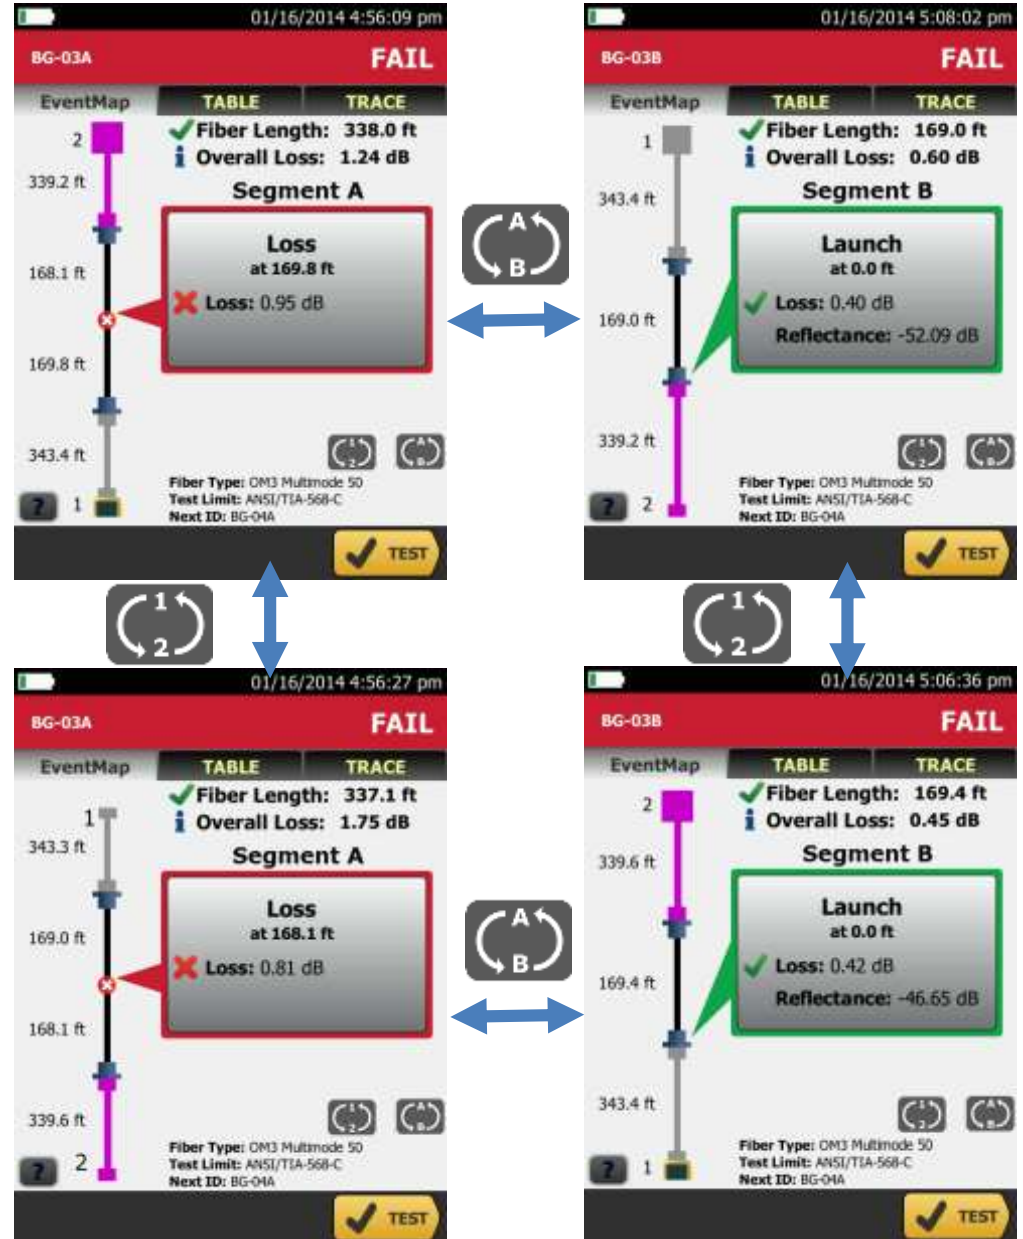 01/16/2014 4:56:09 pm
BG-03A
FAIL
EventMap
TABLE
TRACE
2
Fiber Length: 338.0 ft
i Overall Loss: 1.24 dB
339.2 ft
Segment A
Loss
at 169.8 ft
168.1 ft
Loss: 0.95 dB
169.8 ft
343.4 ft
1
2
A
B
Fiber Type: OM3 Multimode 50
Test Limit: ANSI/TIA-568-C
Next ID: BG-04A
? 1
TEST
A
B
01/16/2014 5:08:02 pm
BG-03B
FAIL
EventMap
TABLE
TRACE
1
Fiber Length: 169.0 ft
i Overall Loss: 0.60 dB
Segment B
343.4 ft
Launch
at 0.0 ft
Loss: 0.40 dB
169.0 ft
Reflectance: -52.09 dB
339.2 ft
1
2
A
B
Fiber Type: OM3 Multimode 50
Test Limit: ANSI/TIA-568-C
Next ID: BG-04A
? 2
TEST
1
2
1
2
01/16/2014 4:56:27 pm
BG-03A
FAIL
EventMap
TABLE
TRACE
1
Fiber Length: 337.1 ft
i Overall Loss: 1.75 dB
343.3 ft
Segment A
Loss
at 168.1 ft
169.0 ft
Loss: 0.81 dB
168.1 ft
339.6 ft
1
2
A
B
Fiber Type: OM3 Multimode 50
Test Limit: ANSI/TIA-568-C
Next ID: BG-04A
? 2
TEST
A
B
01/16/2014 5:06:36 pm
BG-03B
FAIL
EventMap
TABLE
TRACE
2
Fiber Length: 169.4 ft
i Overall Loss: 0.45 dB
Segment B
339.6 ft
Launch
at 0.0 ft
Loss: 0.42 dB
169.4 ft
Reflectance: -46.65 dB
343.4 ft
1
2
A
B
Fiber Type: OM3 Multimode 50
Test Limit: ANSI/TIA-568-C
Next ID: BG-04A
? 1
TEST